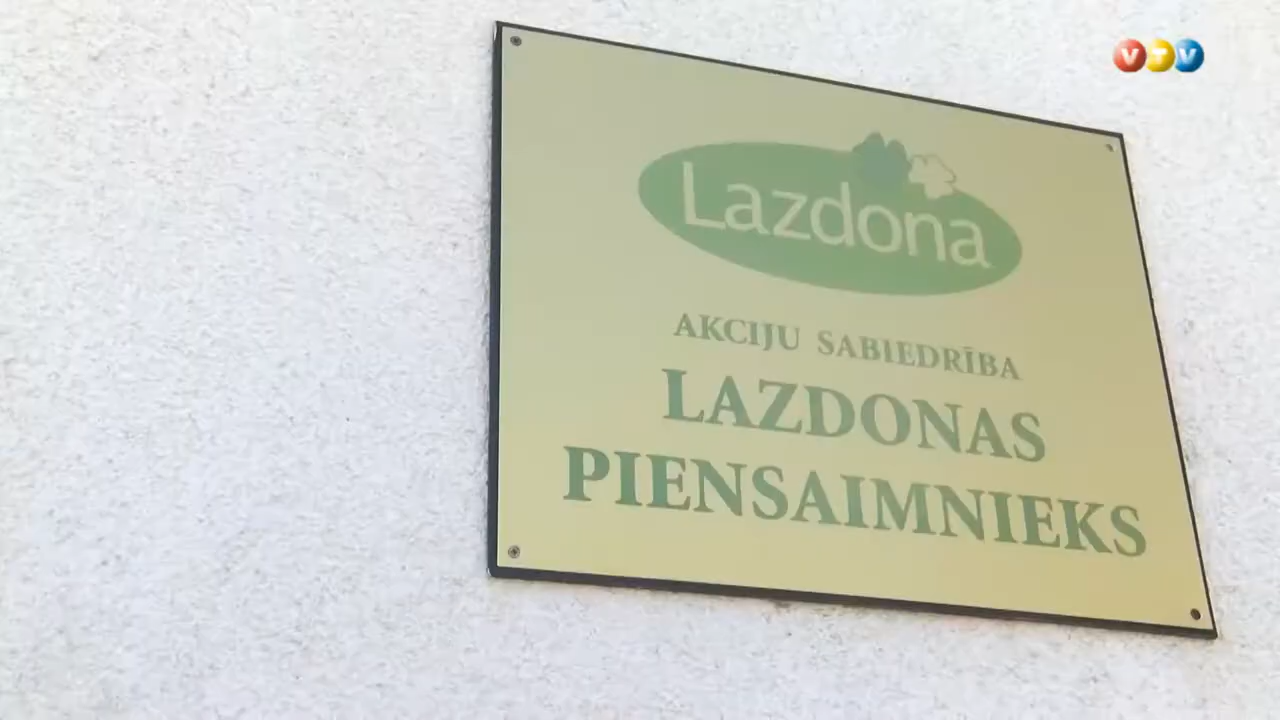 VTV
Lazdona
AKCIJU SABIEDRĪBA
LAZDONAS
PIENSAIMNIEKS